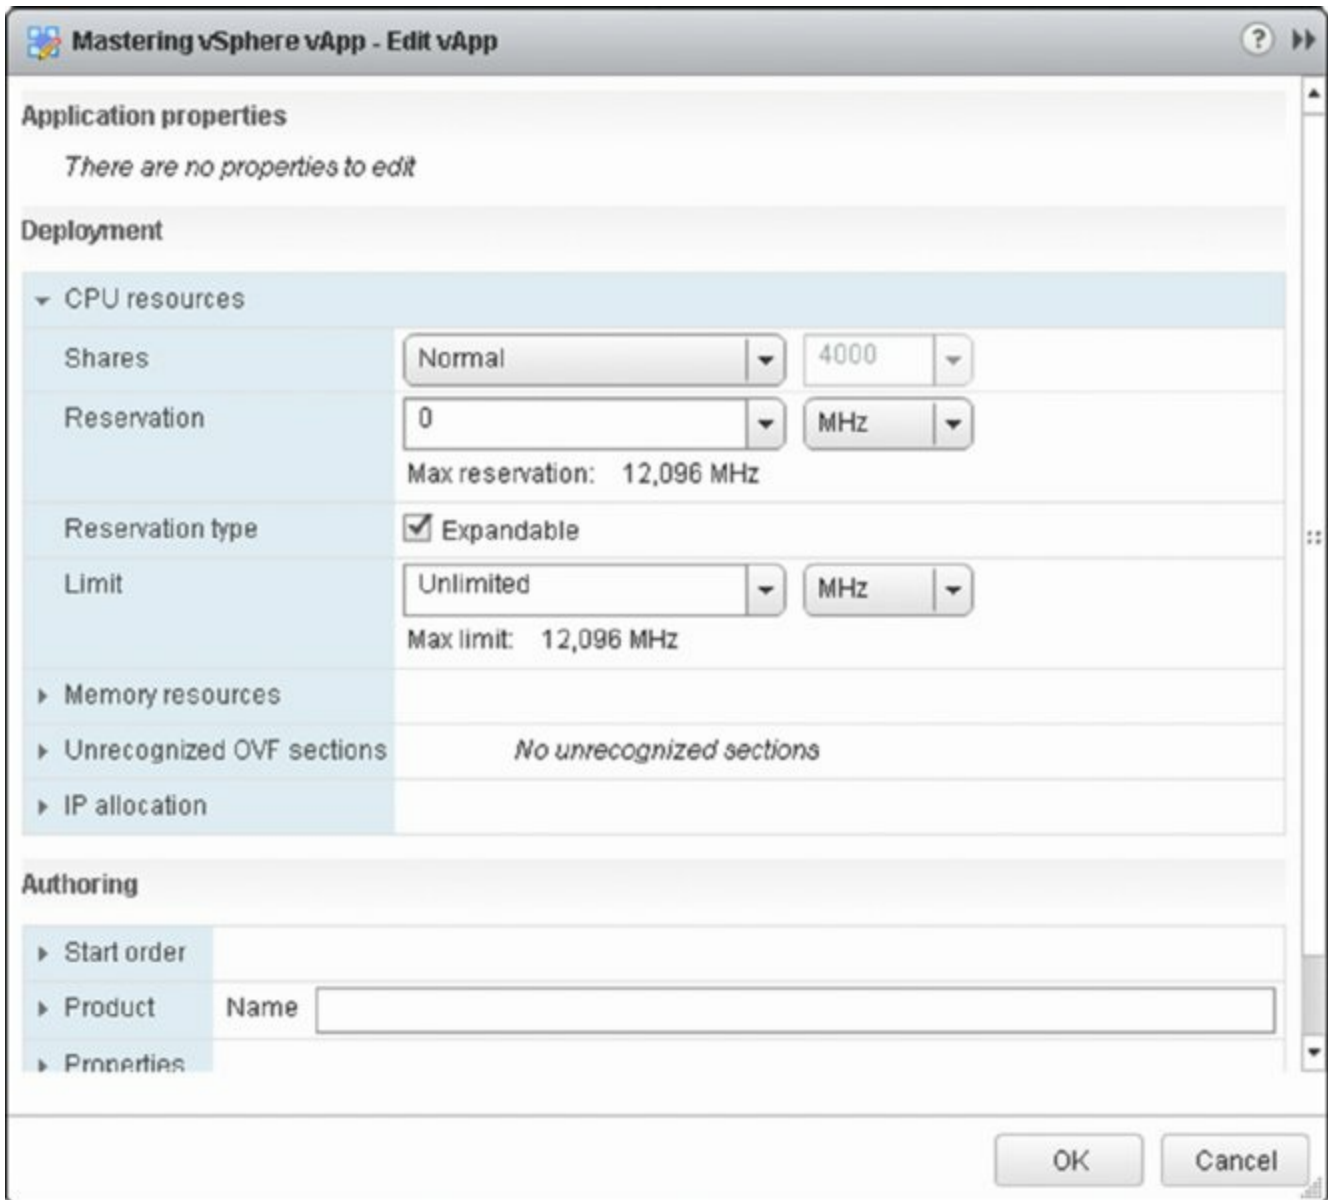 Mastering vSphere vApp - Edit vApp ?
Application properties
There are no properties to edit
Deployment
CPU resources
Shares Normal 4000
Reservation 0 MHz
Max reservation: 12,096 MHz
Reservation type Expandable
Limit Unlimited MHz
Max limit: 12,096 MHz
Memory resources
Unrecognized OVF sections No unrecognized sections
IP allocation
Authoring
Start order
Product Name
Properties
OK Cancel